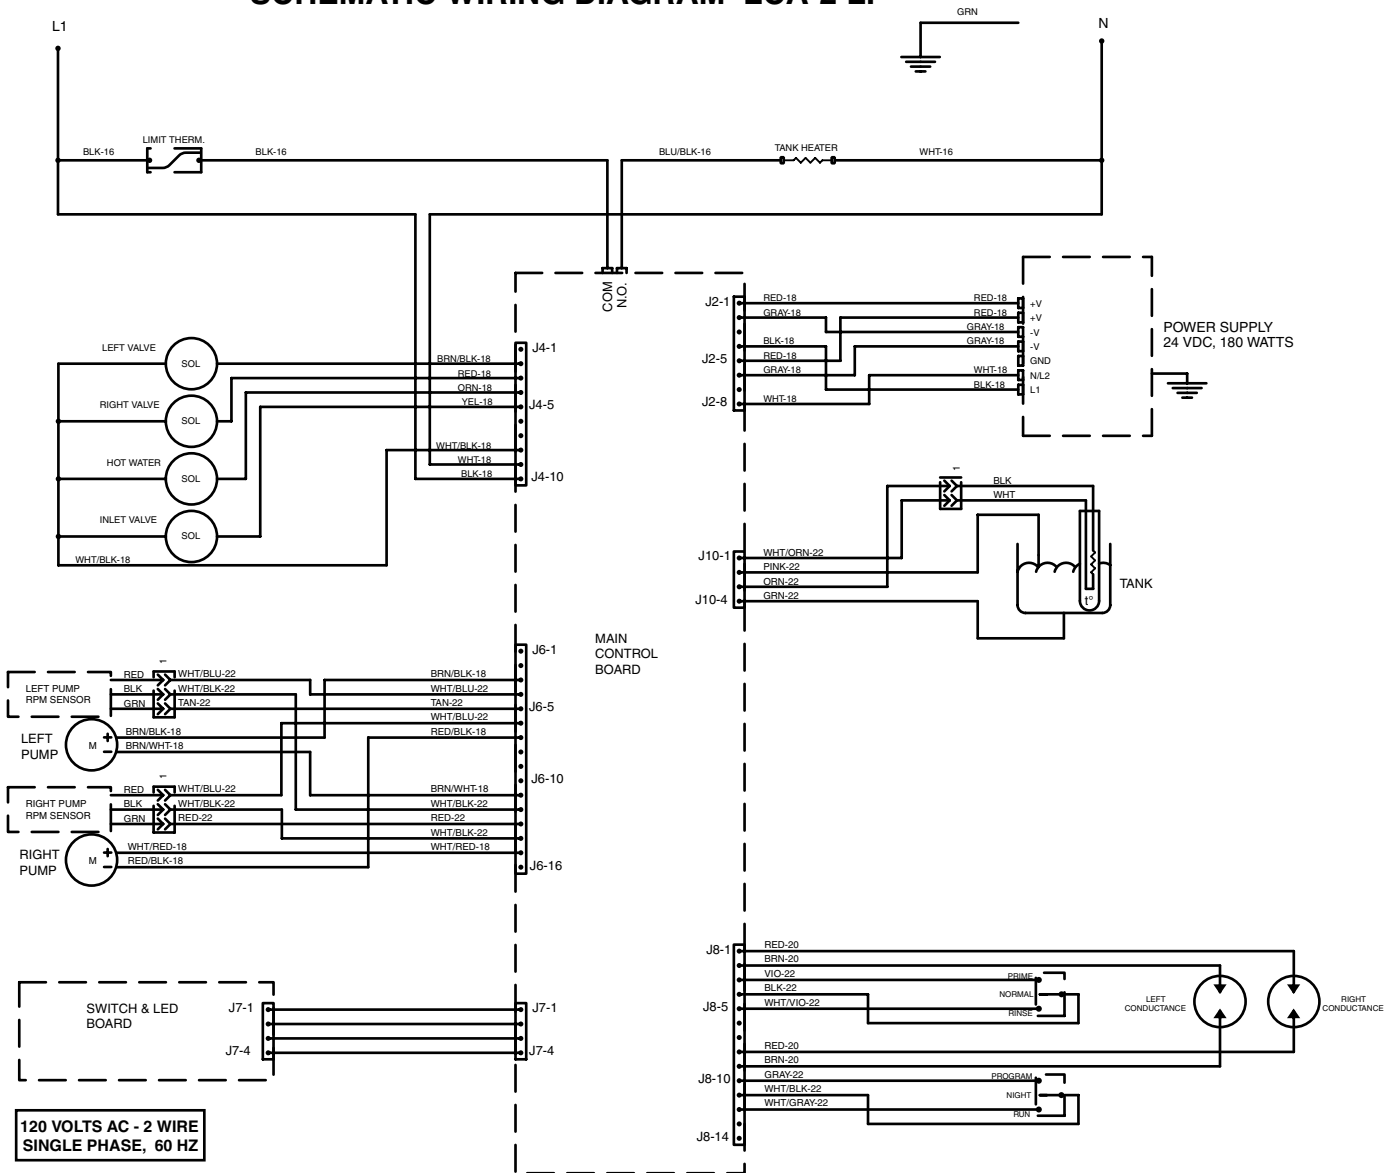 GRN
L1
N
LIMIT THERM.
BLK-16
BLK-16
BLU/BLK-16
TANK HEATER
WHT-16
COM
N.O.
J2-1
RED-18
RED-18
+V
GRAY-18
RED-18
+V
GRAY-18
-V
BLK-18
GRAY-18
-V
J2-5
RED-18
GND
GRAY-18
WHT-18
N/L2
BLK-18
L1
J2-8
WHT-18
POWER SUPPLY
24 VDC, 180 WATTS
LEFT VALVE
SOL
RIGHT VALVE
SOL
HOT WATER
SOL
INLET VALVE
SOL
WHT/BLK-18
J4-1
BRN/BLK-18
RED-18
ORN-18
YEL-18
J4-5
WHT/BLK-18
WHT-18
BLK-18
J4-10
1
BLK
WHT
J10-1
WHT/ORN-22
PINK-22
ORN-22
J10-4
GRN-22
t°
TANK
MAIN
CONTROL
BOARD
LEFT PUMP
RPM SENSOR
1
RED
WHT/BLU-22
BLK
WHT/BLK-22
GRN
TAN-22
LEFT
PUMP
M
+
-
BRN/BLK-18
BRN/WHT-18
J6-1
BRN/BLK-18
WHT/BLU-22
TAN-22
J6-5
WHT/BLU-22
RED/BLK-18
RIGHT PUMP
RPM SENSOR
1
RED
WHT/BLU-22
BLK
WHT/BLK-22
GRN
RED-22
RIGHT
PUMP
M
+
-
WHT/RED-18
RED/BLK-18
J6-10
BRN/WHT-18
WHT/BLK-22
RED-22
WHT/BLK-22
WHT/RED-18
J6-16
SWITCH & LED
BOARD
J7-1
J7-4
J7-1
J7-4
J8-1
RED-20
BRN-20
VIO-22
PRIME
BLK-22
NORMAL
J8-5
WHT/VIO-22
RINSE
RED-20
BRN-20
J8-10
GRAY-22
PROGRAM
WHT/BLK-22
NIGHT
WHT/GRAY-22
RUN
J8-14
LEFT
CONDUCTANCE
RIGHT
CONDUCTANCE
120 VOLTS AC - 2 WIRE
SINGLE PHASE, 60 HZ